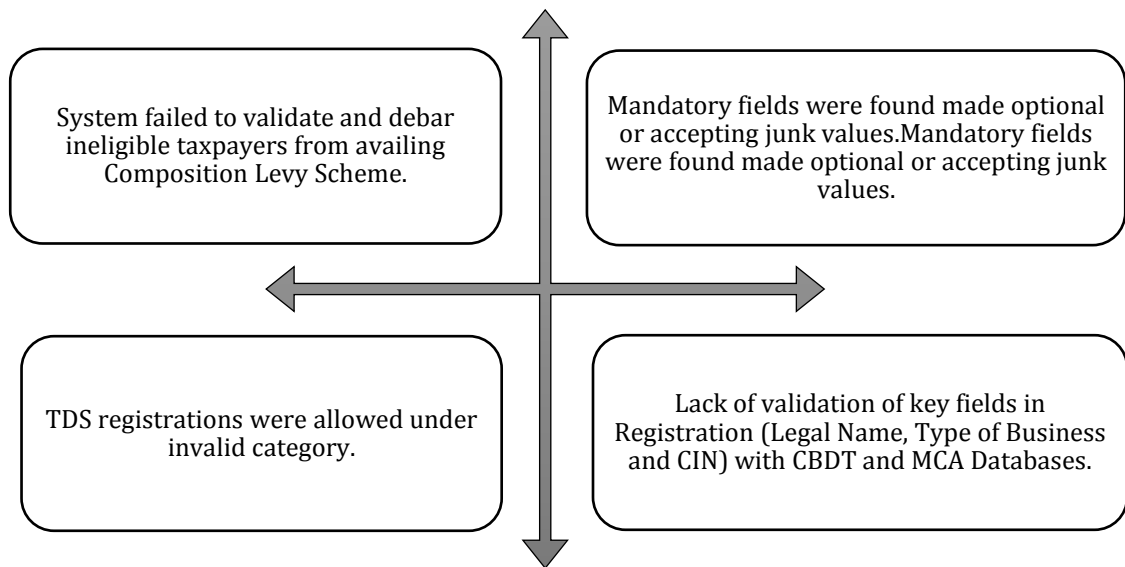 System failed to validate and debar
ineligible taxpayers from availing
Composition Levy Scheme.
Mandatory fields were found made optional
or accepting junk values.Mandatory fields
were found made optional or accepting junk
values.
TDS registrations were allowed under
invalid category.
Lack of validation of key fields in
Registration (Legal Name, Type of Business
and CIN) with CBDT and MCA Databases.